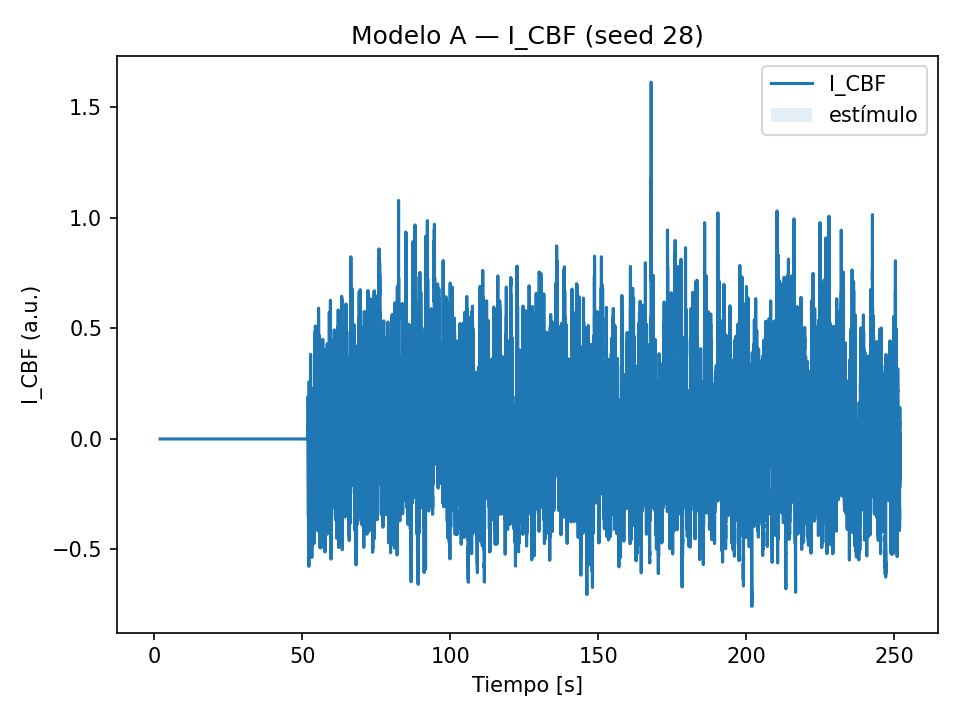 Modelo A — I_CBF (seed 28)
I_CBF
estímulo
1.5
1.0
0.5
0.0
−0.5
I_CBF (a.u.)
0
50
100
150
200
250
Tiempo [s]